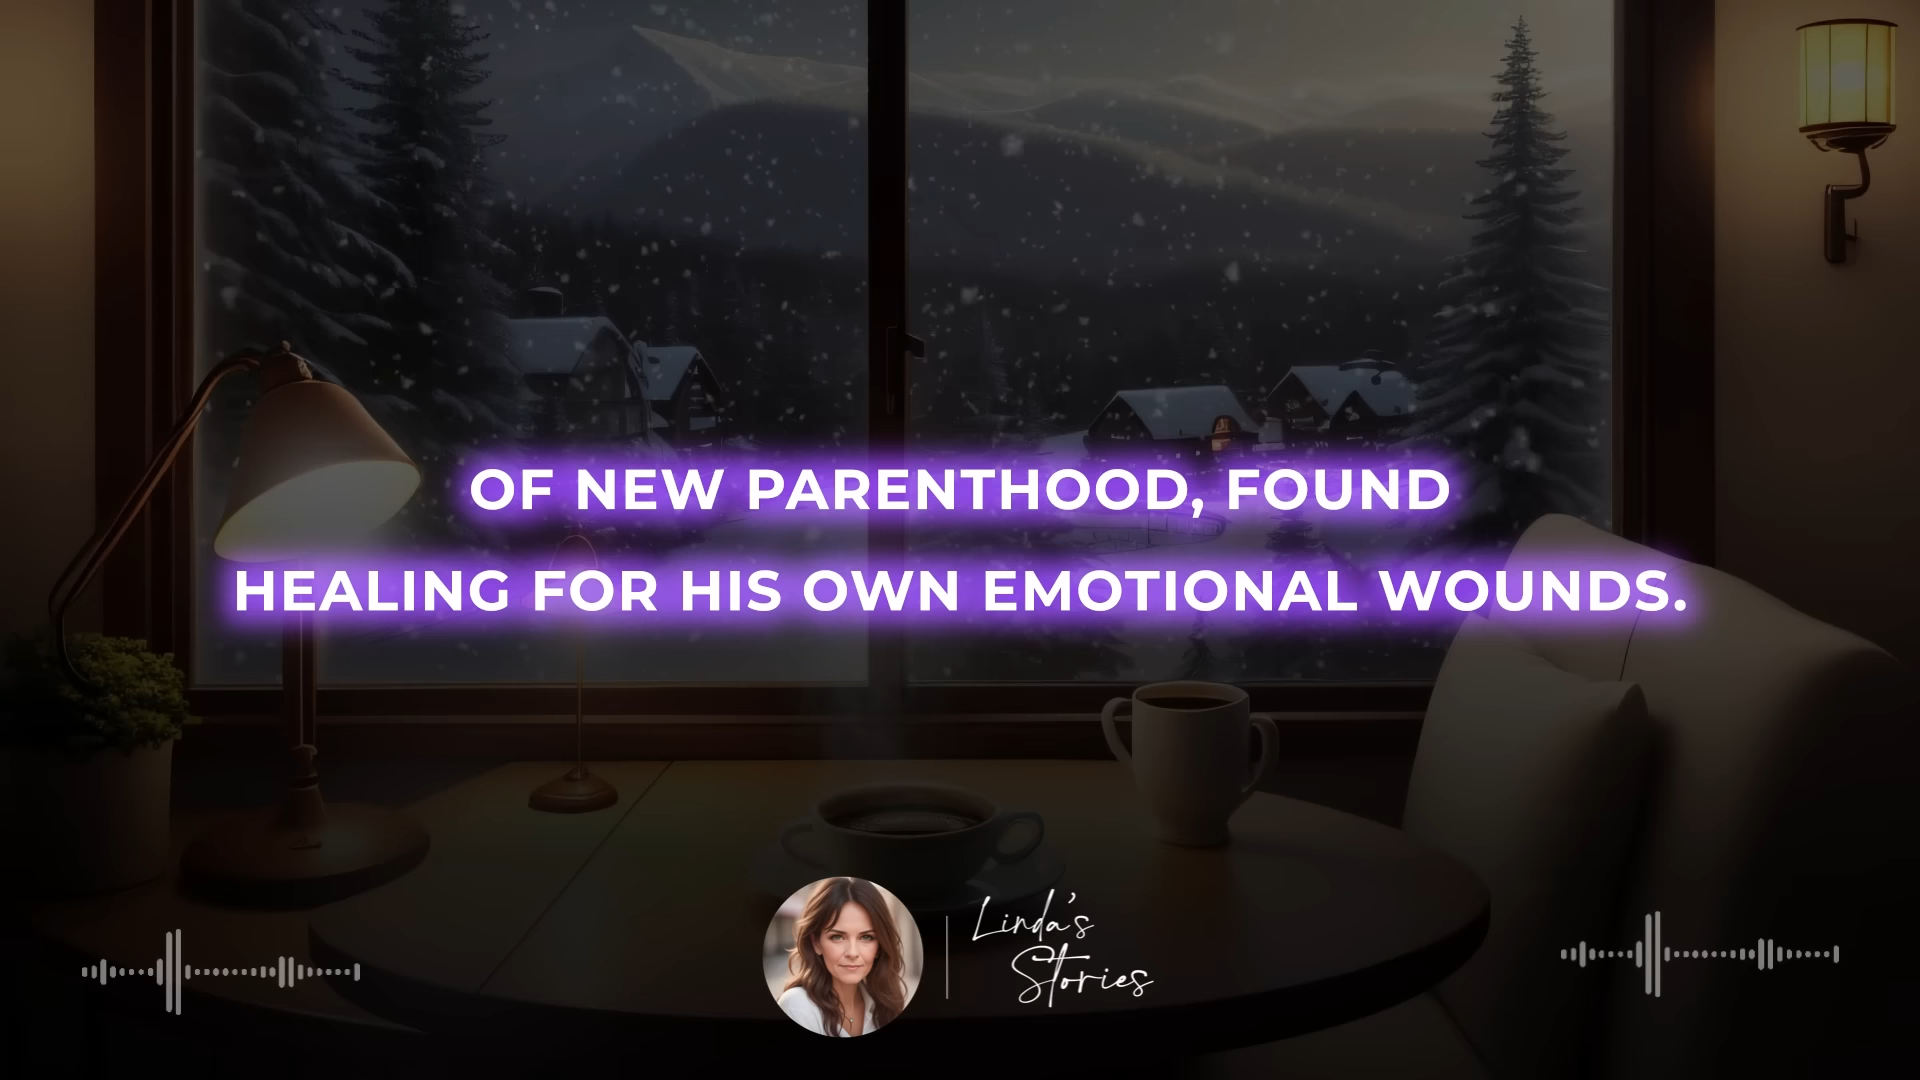 OF NEW PARENTHOOD, FOUND
HEALING FOR HIS OWN EMOTIONAL WOUNDS.
Linda's
Stories